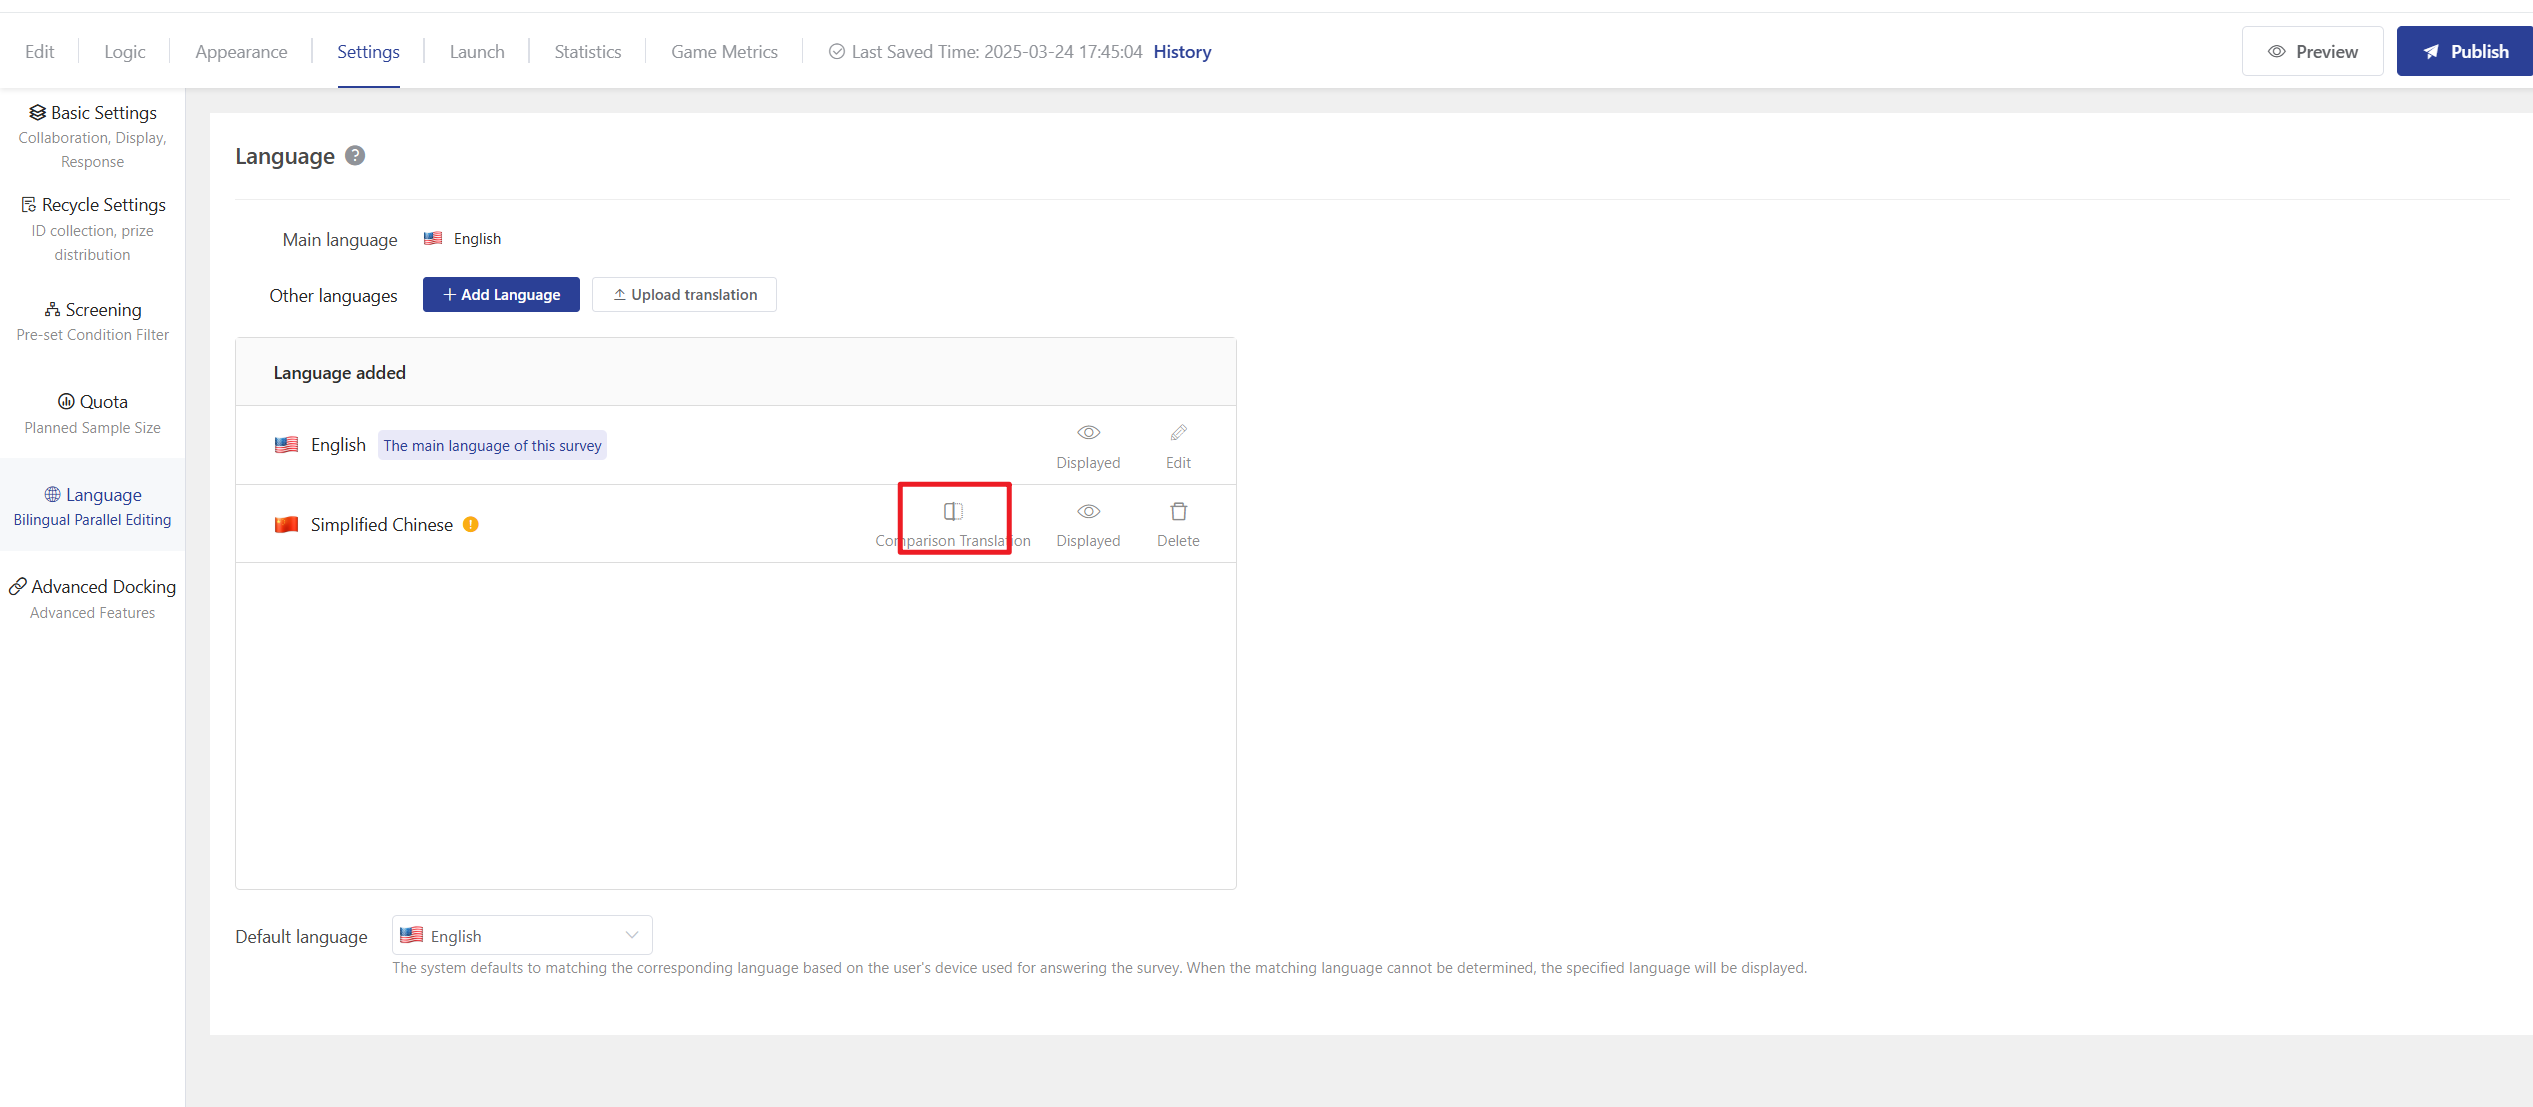 Edit
Logic
Appearance
Settings
Launch
Statistics
Game Metrics
Last Saved Time: 2025-03-24 17:45:04 History
Preview
Publish
Basic Settings
Collaboration, Display,
Response
Recycle Settings
ID collection, prize
distribution
Screening
Pre-set Condition Filter
Quota
Planned Sample Size
Language
Bilingual Parallel Editing
Advanced Docking
Advanced Features
Language ?
Main language
English
Other languages
+ Add Language
Upload translation
Language added
English The main language of this survey
Displayed
Edit
Simplified Chinese
Comparison Translation
Displayed
Delete
Default language
English
The system defaults to matching the corresponding language based on the user's device used for answering the survey. When the matching language cannot be determined, the specified language will be displayed.